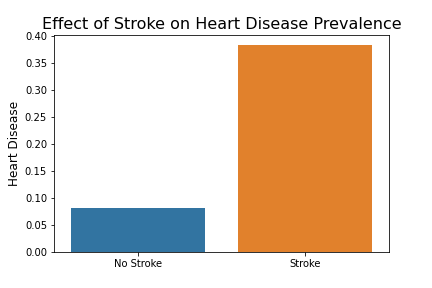 Effect of Stroke on Heart Disease Prevalence
0.40
0.35
0.30
0.25
0.20
0.15
0.10
0.05
0.00
Heart Disease
No Stroke
Stroke